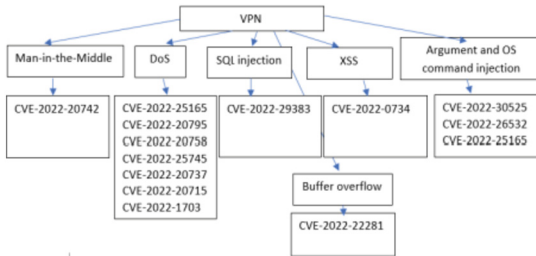 VPN
Man-in-the-Middle
DoS
SQL injection
XSS
Argument and OS
command injection
CVE-2022-20742
CVE-2022-25165
CVE-2022-20795
CVE-2022-20758
CVE-2022-25745
CVE-2022-20737
CVE-2022-20715
CVE-2022-1703
CVE-2022-29383
CVE-2022-0734
CVE-2022-30525
CVE-2022-26532
CVE-2022-25165
Buffer overflow
CVE-2022-22281